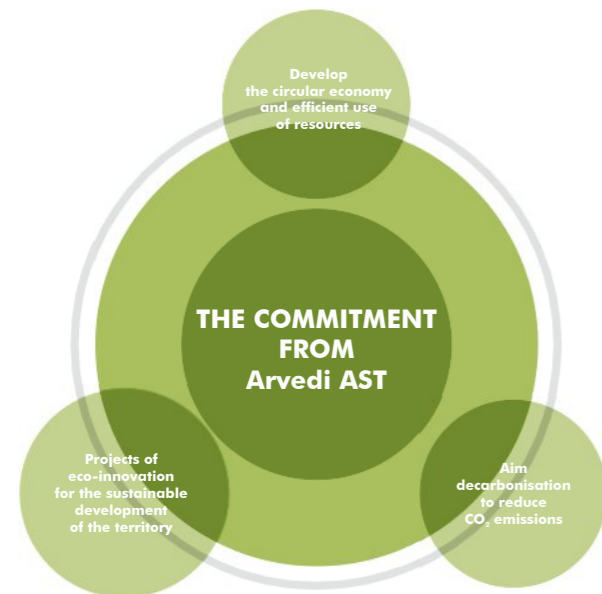 Develop
the circular economy
and efficient use
of resources
THE COMMITMENT
FROM
Arvedi AST
Projects of
eco-innovation
for the sustainable
development
of the territory
Aim
decarbonisation
to reduce
CO₂ emissions